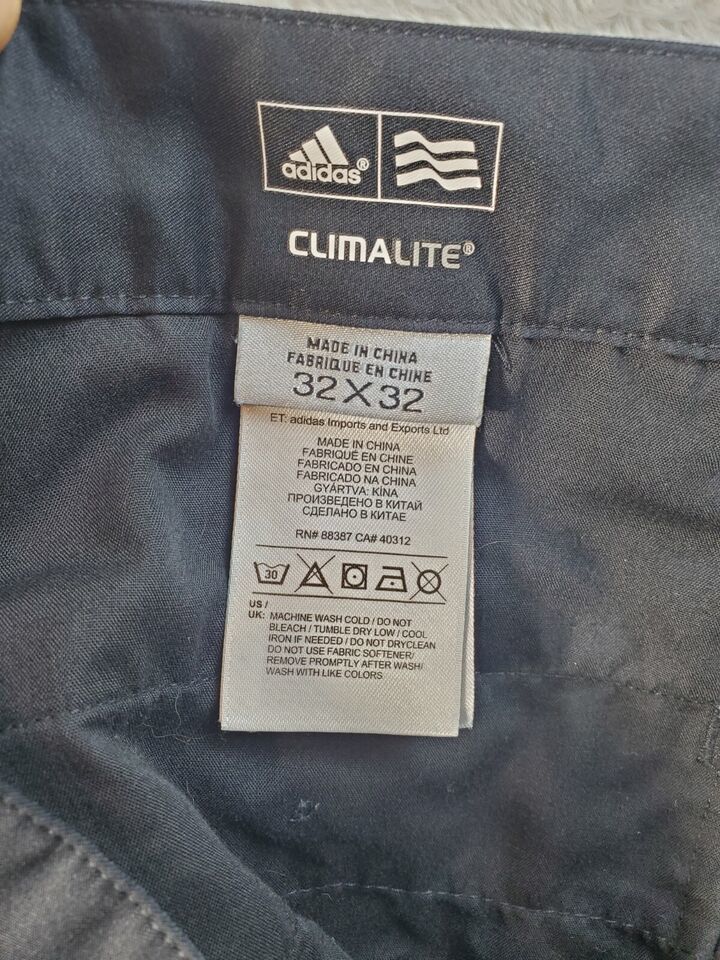 adidas®
CLIMALITE®
MADE IN CHINA
FABRIQUE EN CHINE
32X32
ET: adidas Imports and Exports Ltd
MADE IN CHINA
FABRIQUÉ EN CHINE
FABRICADO EN CHINA
FABRICADO NA CHINA
GYÁRTVA: KÍNA
ПРОИЗВЕДЕНО В КИТАЙ
СДЕЛАНО В КИТАЕ
RN# 88387 CA# 40312
30
US /
UK: MACHINE WASH COLD / DO NOT
BLEACH / TUMBLE DRY LOW / COOL
IRON IF NEEDED / DO NOT DRYCLEAN
DO NOT USE FABRIC SOFTENER/
REMOVE PROMPTLY AFTER WASH/
WASH WITH LIKE COLORS